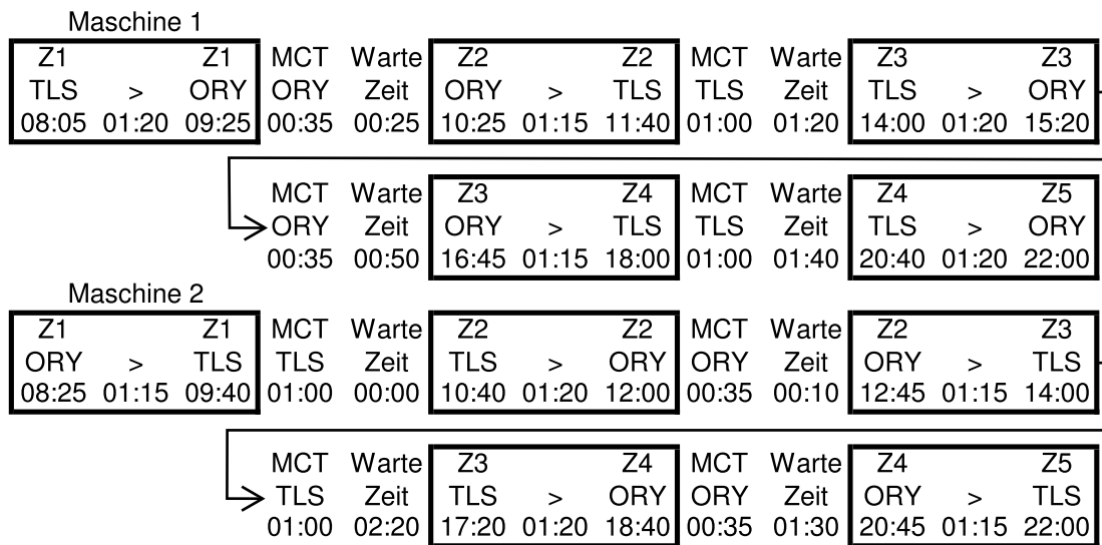 Maschine 1
Z1 Z1 MCT Warte Z2 Z2 MCT Warte Z3 Z3
TLS > ORY ORY Zeit ORY > TLS TLS Zeit TLS > ORY
08:05 01:20 09:25 00:35 00:25 10:25 01:15 11:40 01:00 01:20 14:00 01:20 15:20
MCT Warte Z3 Z4 MCT Warte Z4 Z5
ORY Zeit ORY > TLS TLS Zeit TLS > ORY
00:35 00:50 16:45 01:15 18:00 01:00 01:40 20:40 01:20 22:00
Maschine 2
Z1 Z1 MCT Warte Z2 Z2 MCT Warte Z2 Z3
ORY > TLS TLS Zeit TLS > ORY ORY Zeit ORY > TLS
08:25 01:15 09:40 01:00 00:00 10:40 01:20 12:00 00:35 00:10 12:45 01:15 14:00
MCT Warte Z3 Z4 MCT Warte Z4 Z5
TLS Zeit TLS > ORY ORY Zeit ORY > TLS
01:00 02:20 17:20 01:20 18:40 00:35 01:30 20:45 01:15 22:00